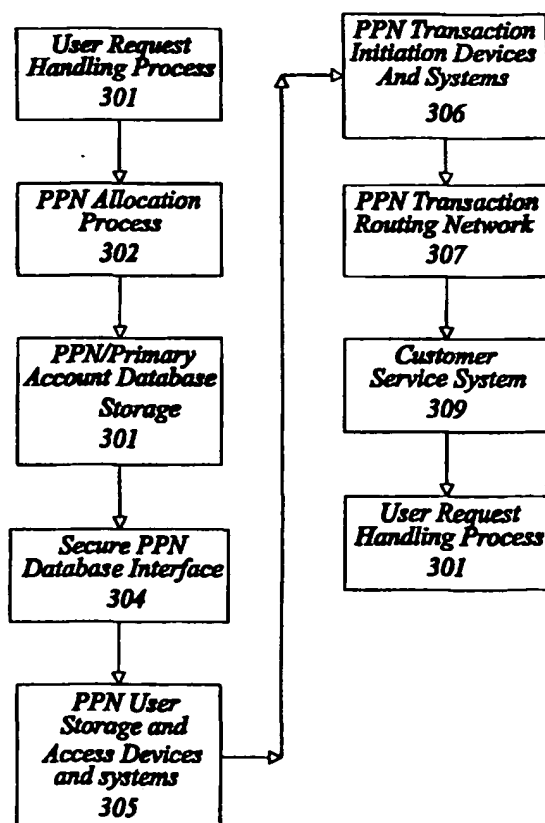 User Request
Handling Process
301
PPN Allocation
Process
302
PPN/Primary
Account Database
Storage
301
Secure PPN
Database Interface
304
PPN User
Storage and
Access Devices
and systems
305
PPN Transaction
Initiation Devices
And Systems
306
PPN Transaction
Routing Network
307
Customer
Service System
309
User Request
Handling Process
301